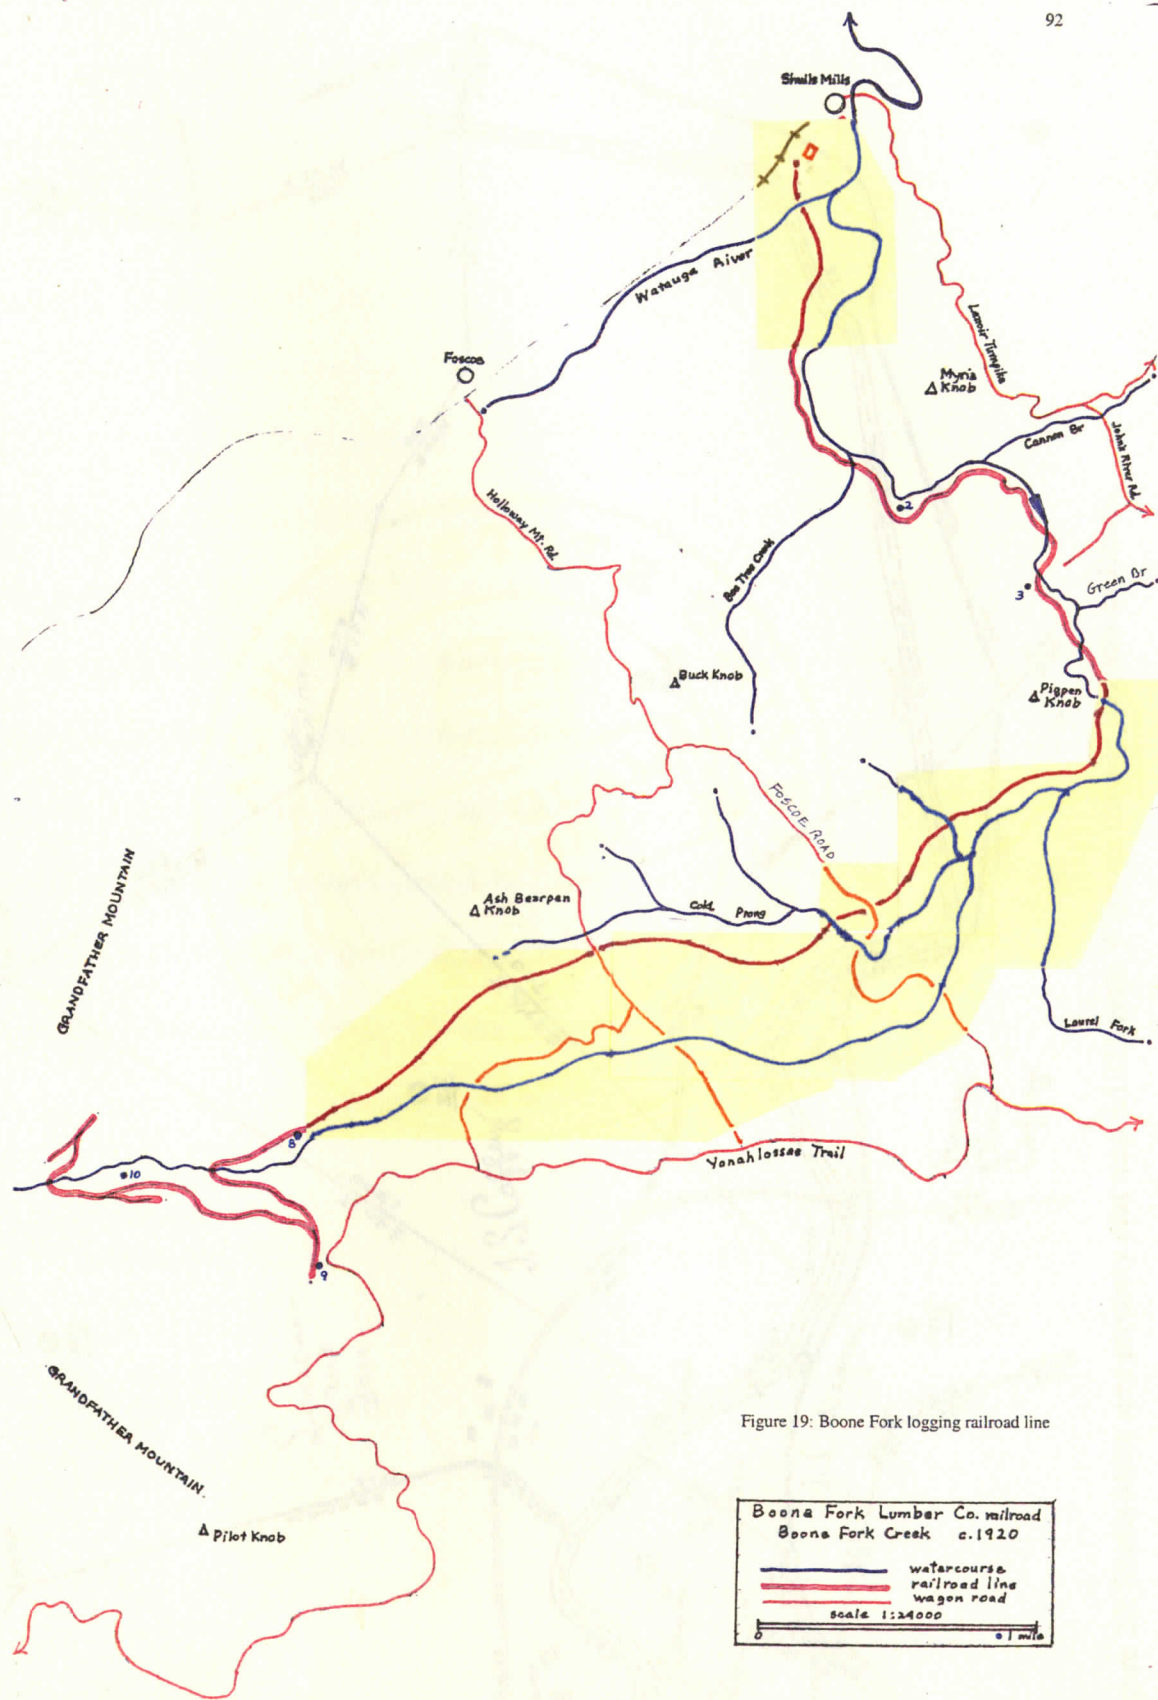 92
Shulls Mills
Watauga River
Foscoe
Lenoir Turnpike
Myris
Knob
Cannon Br
John's River Rd.
Holloway Mt. Rd.
2
Bee Tree Creek
3
Green Br
Buck Knob
Pigpen
Knob
FOSCOE ROAD
Ash Bearpen
Knob
Cold Prong
GRANDFATHER MOUNTAIN
Laurel Fork
8
10
Yonahlossee Trail
9
GRANDFATHER MOUNTAIN
Pilot Knob
Figure 19: Boone Fork logging railroad line
Boone Fork Lumber Co. railroad
Boone Fork Creek c.1920
watercourse
railroad line
wagon road
scale 1:24000
0
1 mile